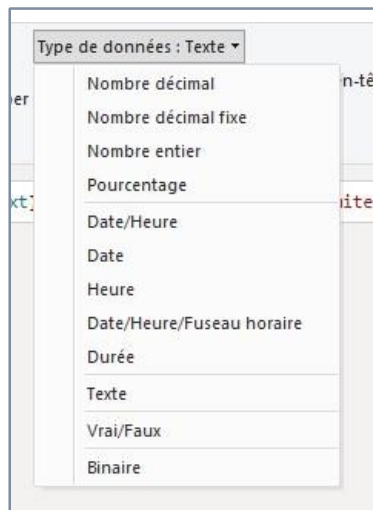 Type de données : Texte
Nombre décimal
Nombre décimal fixe
Nombre entier
Pourcentage
Date/Heure
Date
Heure
Date/Heure/Fuseau horaire
Durée
Texte
Vrai/Faux
Binaire